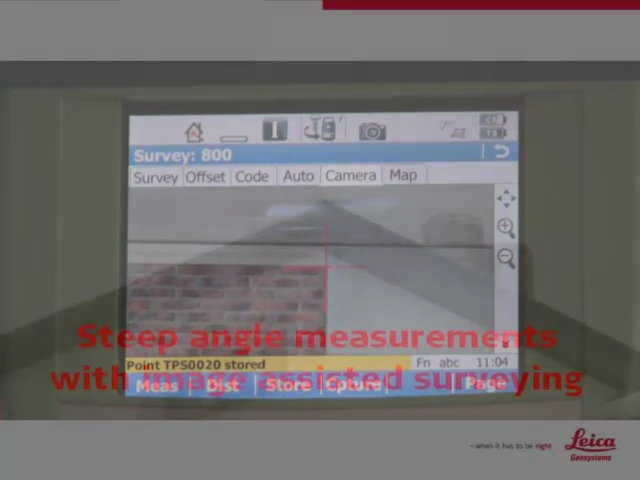 I
Survey: 800
Survey Offset Code Auto Camera Map
Steep angle measurements
Point TPS0020 stored Fn abc 11:04
with image assisted surveying
Meas Dist Store Cpture Page
- when it has to be right
Leica
Geosystems